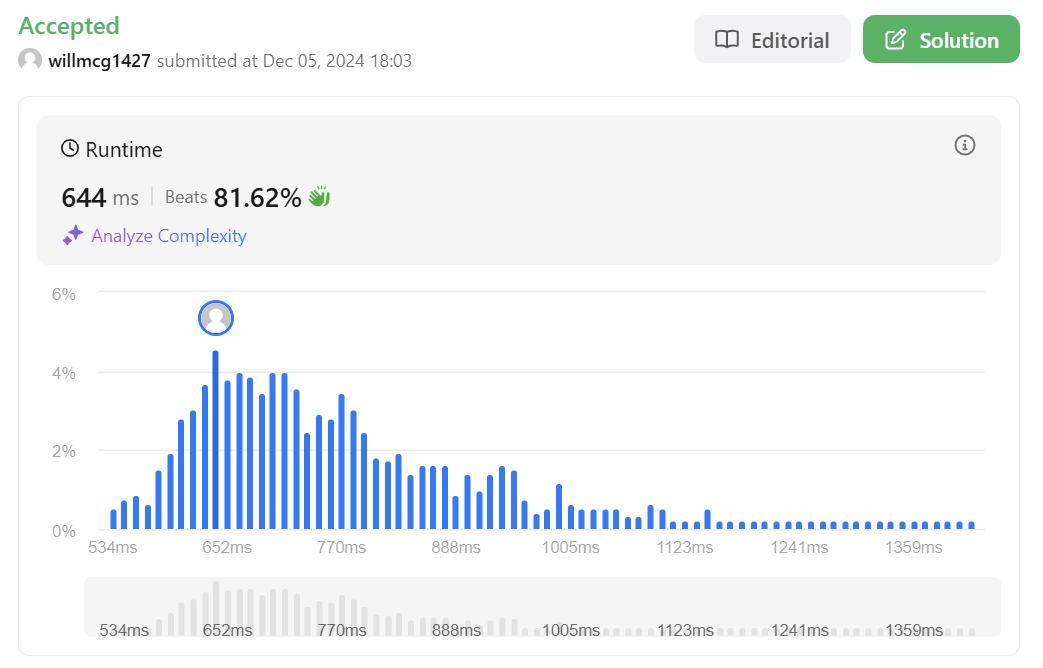 Accepted
willmcg1427 submitted at Dec 05, 2024 18:03
Editorial
Solution
Runtime
644 ms Beats 81.62%
Analyze Complexity
6%
4%
2%
0%
534ms 652ms 770ms 888ms 1005ms 1123ms 1241ms 1359ms
534ms 652ms 770ms 888ms 1005ms 1123ms 1241ms 1359ms